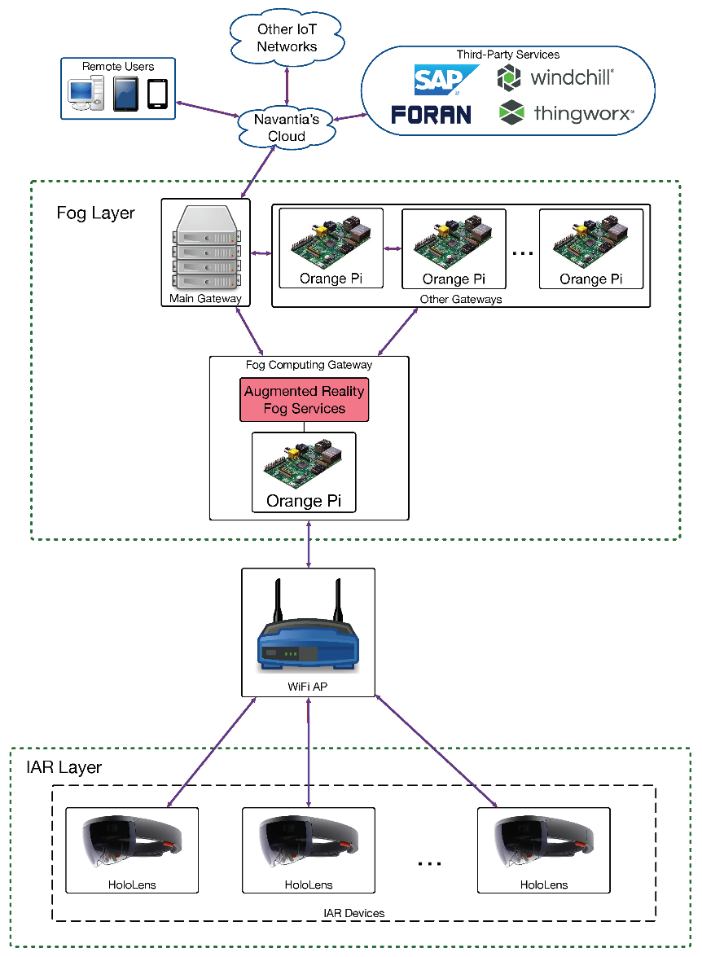 Other IoT
Networks
Remote Users
Third-Party Services
SAP
windchill
FORAN
thingworx
Navantia's
Cloud
Fog Layer
Main Gateway
Orange Pi
Orange Pi
...
Orange Pi
Other Gateways
Fog Computing Gateway
Augmented Reality
Fog Services
Orange Pi
WiFi AP
IAR Layer
HoloLens
HoloLens
...
HoloLens
IAR Devices